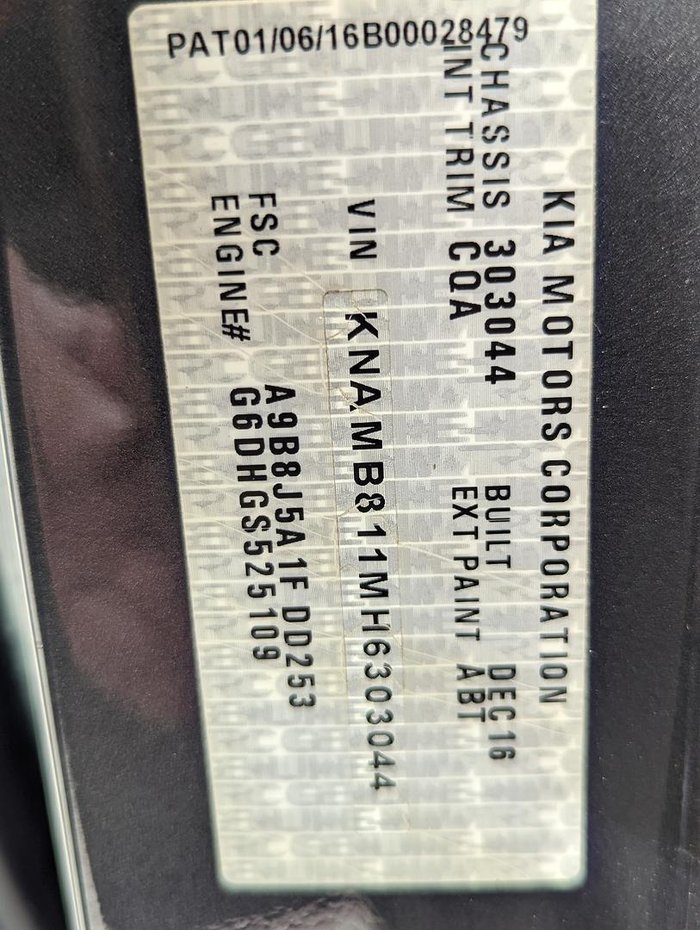 PAT01/06/16B00028479
KIA MOTORS CORPORATION
CHASSIS 303044 BUILT DEC16
INT TRIM CQA EXT PAINT ABT
VIN KNAMB811MH6303044
FSC A9B8J5A1F DD253
ENGINE# G6DHGS525109